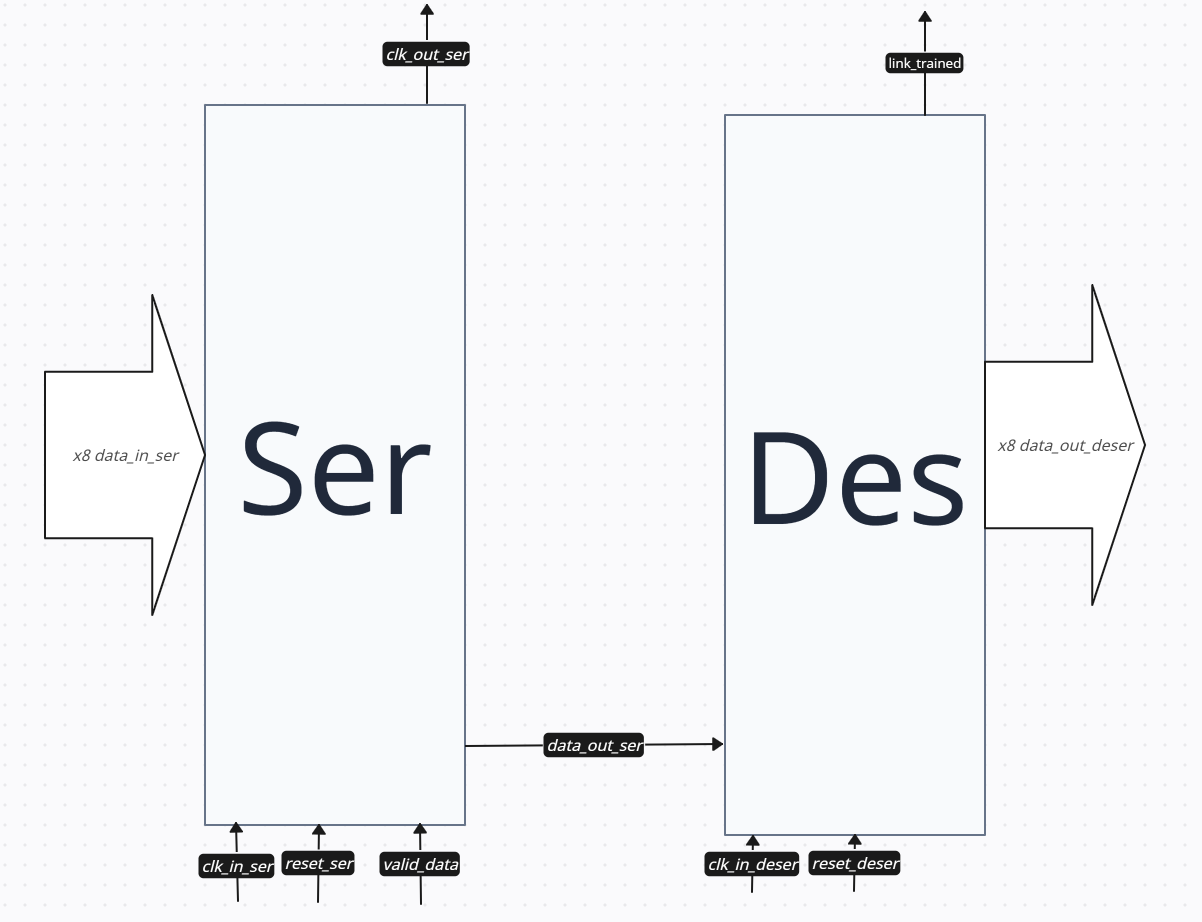 clk_out_ser
link_trained
x8 data_in_ser
Ser
Des
x8 data_out_deser
data_out_ser
clk_in_ser
reset_ser
valid_data
clk_in_deser
reset_deser